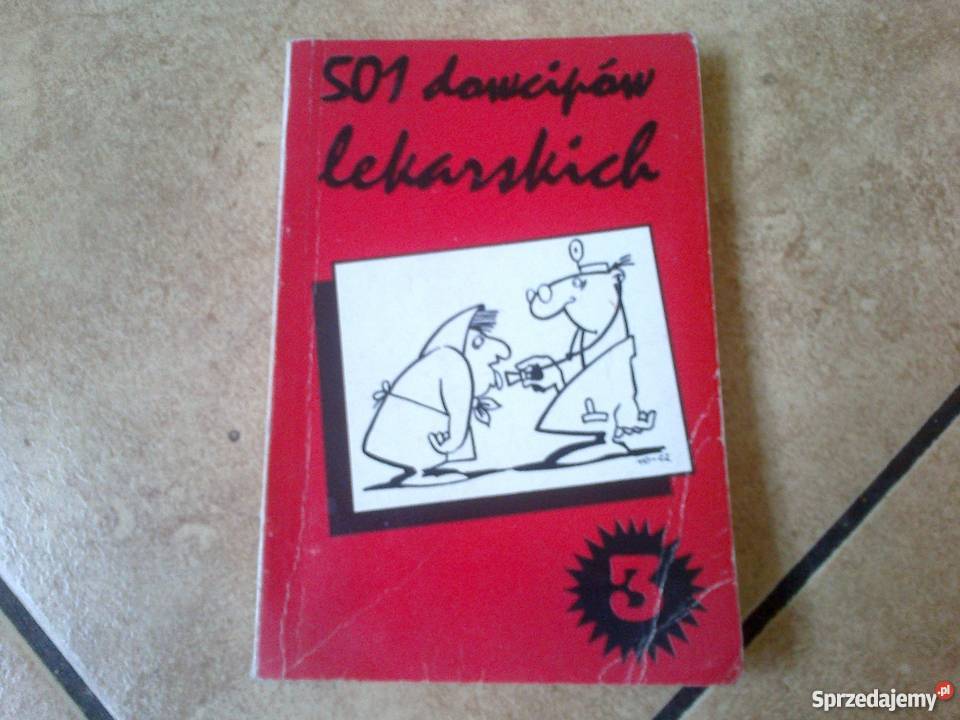 501 dowcipów
lekarskich
3
Sprzedajemy.pl